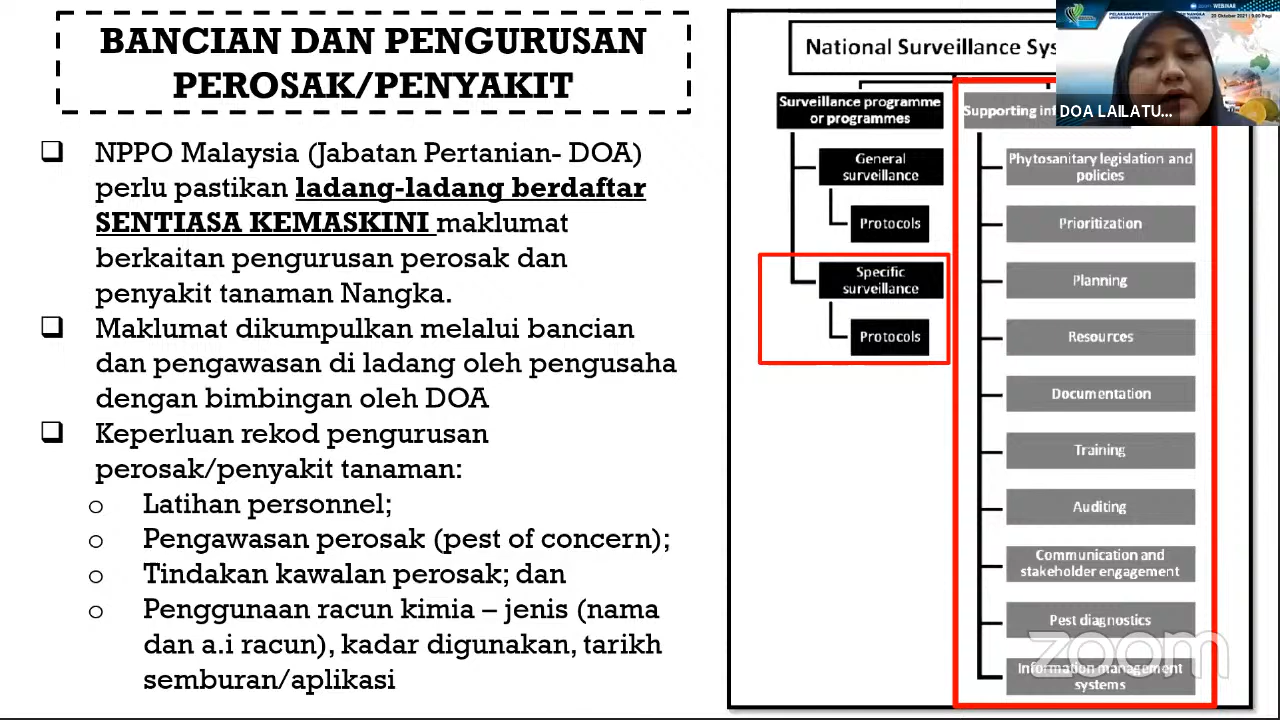 BANCIAN DAN PENGURUSAN
PEROSAK/PENYAKIT
❑ NPPO Malaysia (Jabatan Pertanian- DOA)
perlu pastikan ladang-ladang berdaftar
SENTIASA KEMASKINI maklumat
berkaitan pengurusan perosak dan
penyakit tanaman Nangka.
❑ Maklumat dikumpulkan melalui bancian
dan pengawasan di ladang oleh pengusaha
dengan bimbingan oleh DOA
❑ Keperluan rekod pengurusan
perosak/penyakit tanaman:
o Latihan personnel;
o Pengawasan perosak (pest of concern);
o Tindakan kawalan perosak; dan
o Penggunaan racun kimia – jenis (nama
dan a.i racun), kadar digunakan, tarikh
semburan/aplikasi
National Surveillance Sys
Surveillance programme
or programmes
General
surveillance
Protocols
Specific
surveillance
Protocols
Supporting
Phytosanitary legislation and
policies
Prioritization
Planning
Resources
Documentation
Training
Auditing
Communication and
stakeholder engagement
Pest diagnostics
Information management
systems
WEBINAR
DOA LAILATU...
zoom